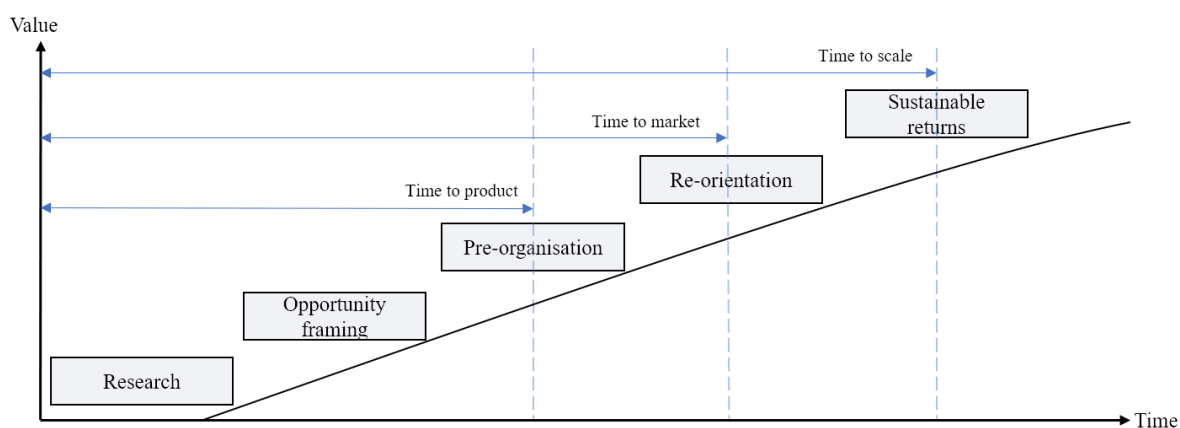 Value
Time to scale
Sustainable
returns
Time to market
Re-orientation
Time to product
Pre-organisation
Opportunity
framing
Research
Time